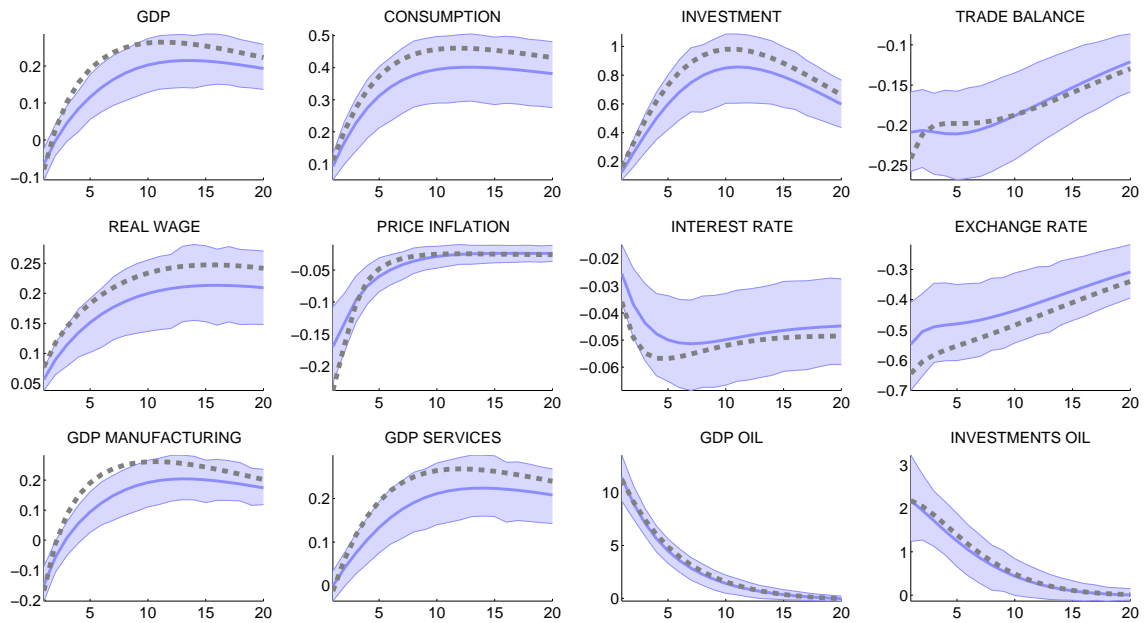 GDP
0.2
0.1
0
−0.1
5 10 15 20
CONSUMPTION
0.5
0.4
0.3
0.2
0.1
5 10 15 20
INVESTMENT
1
0.8
0.6
0.4
0.2
5 10 15 20
TRADE BALANCE
−0.1
−0.15
−0.2
−0.25
5 10 15 20
REAL WAGE
0.25
0.2
0.15
0.1
0.05
5 10 15 20
PRICE INFLATION
−0.05
−0.1
−0.15
−0.2
5 10 15 20
INTEREST RATE
−0.02
−0.03
−0.04
−0.05
−0.06
5 10 15 20
EXCHANGE RATE
−0.3
−0.4
−0.5
−0.6
−0.7
5 10 15 20
GDP MANUFACTURING
0.2
0.1
0
−0.1
−0.2
5 10 15 20
GDP SERVICES
0.2
0.1
0
5 10 15 20
GDP OIL
10
5
0
5 10 15 20
INVESTMENTS OIL
3
2
1
0
5 10 15 20